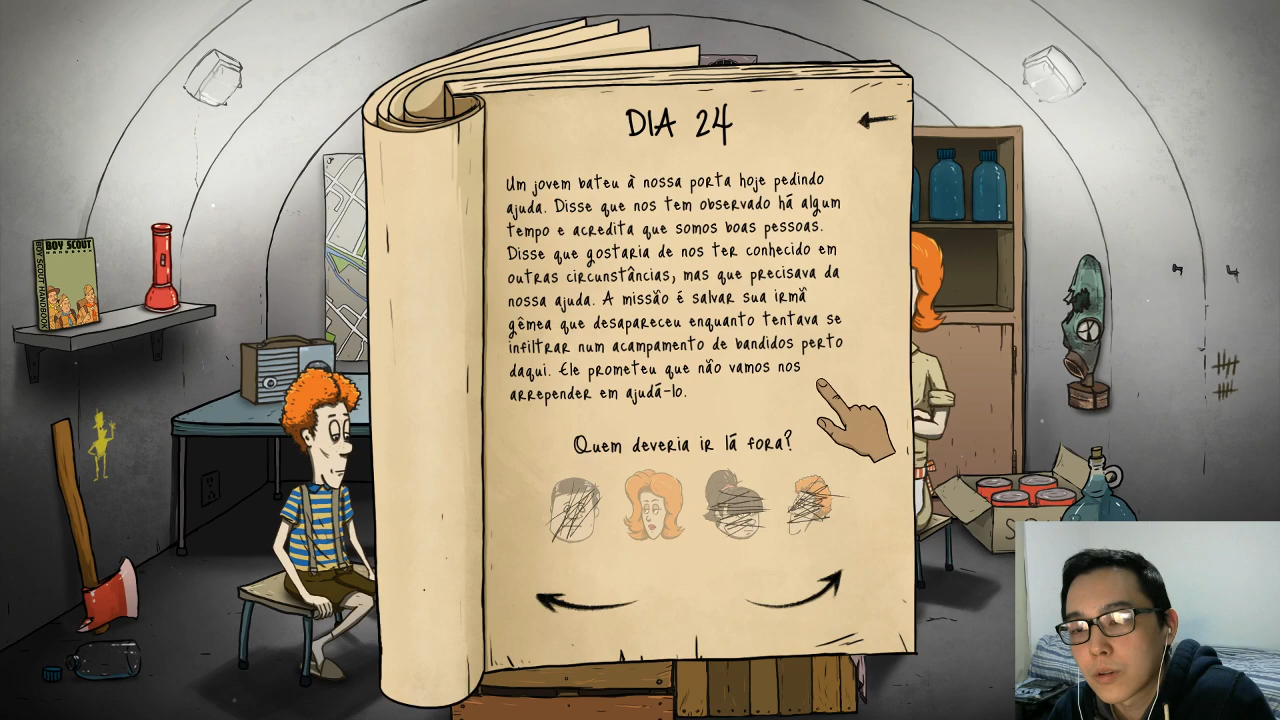 DIA 24
Um jovem bateu à nossa porta hoje pedindo
ajuda. Disse que nos tem observado há algum
tempo e acredita que somos boas pessoas.
Disse que gostaria de nos ter conhecido em
outras circunstâncias, mas que precisava da
nossa ajuda. A missão é salvar sua irmã
gêmea que desapareceu enquanto tentava se
infiltrar num acampamento de bandidos perto
daqui. Ele prometeu que não vamos nos
arrepender em ajudá-lo.
Quem deveria ir lá fora?
BOY SCOUT
HANDBOOK
BOY SCOUT HANDBOOK